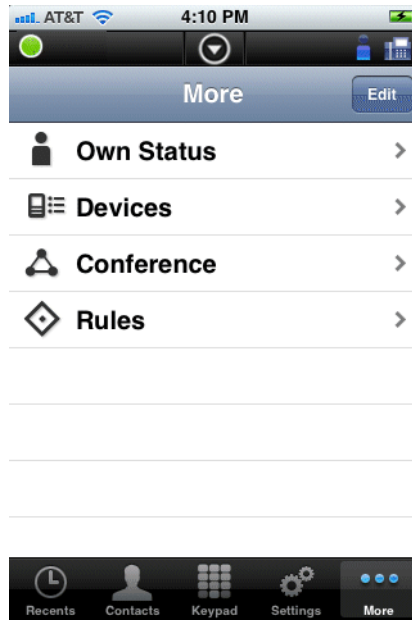 AT&T 4:10 PM
More Edit
Own Status
Devices
Conference
Rules
Recents Contacts Keypad Settings More